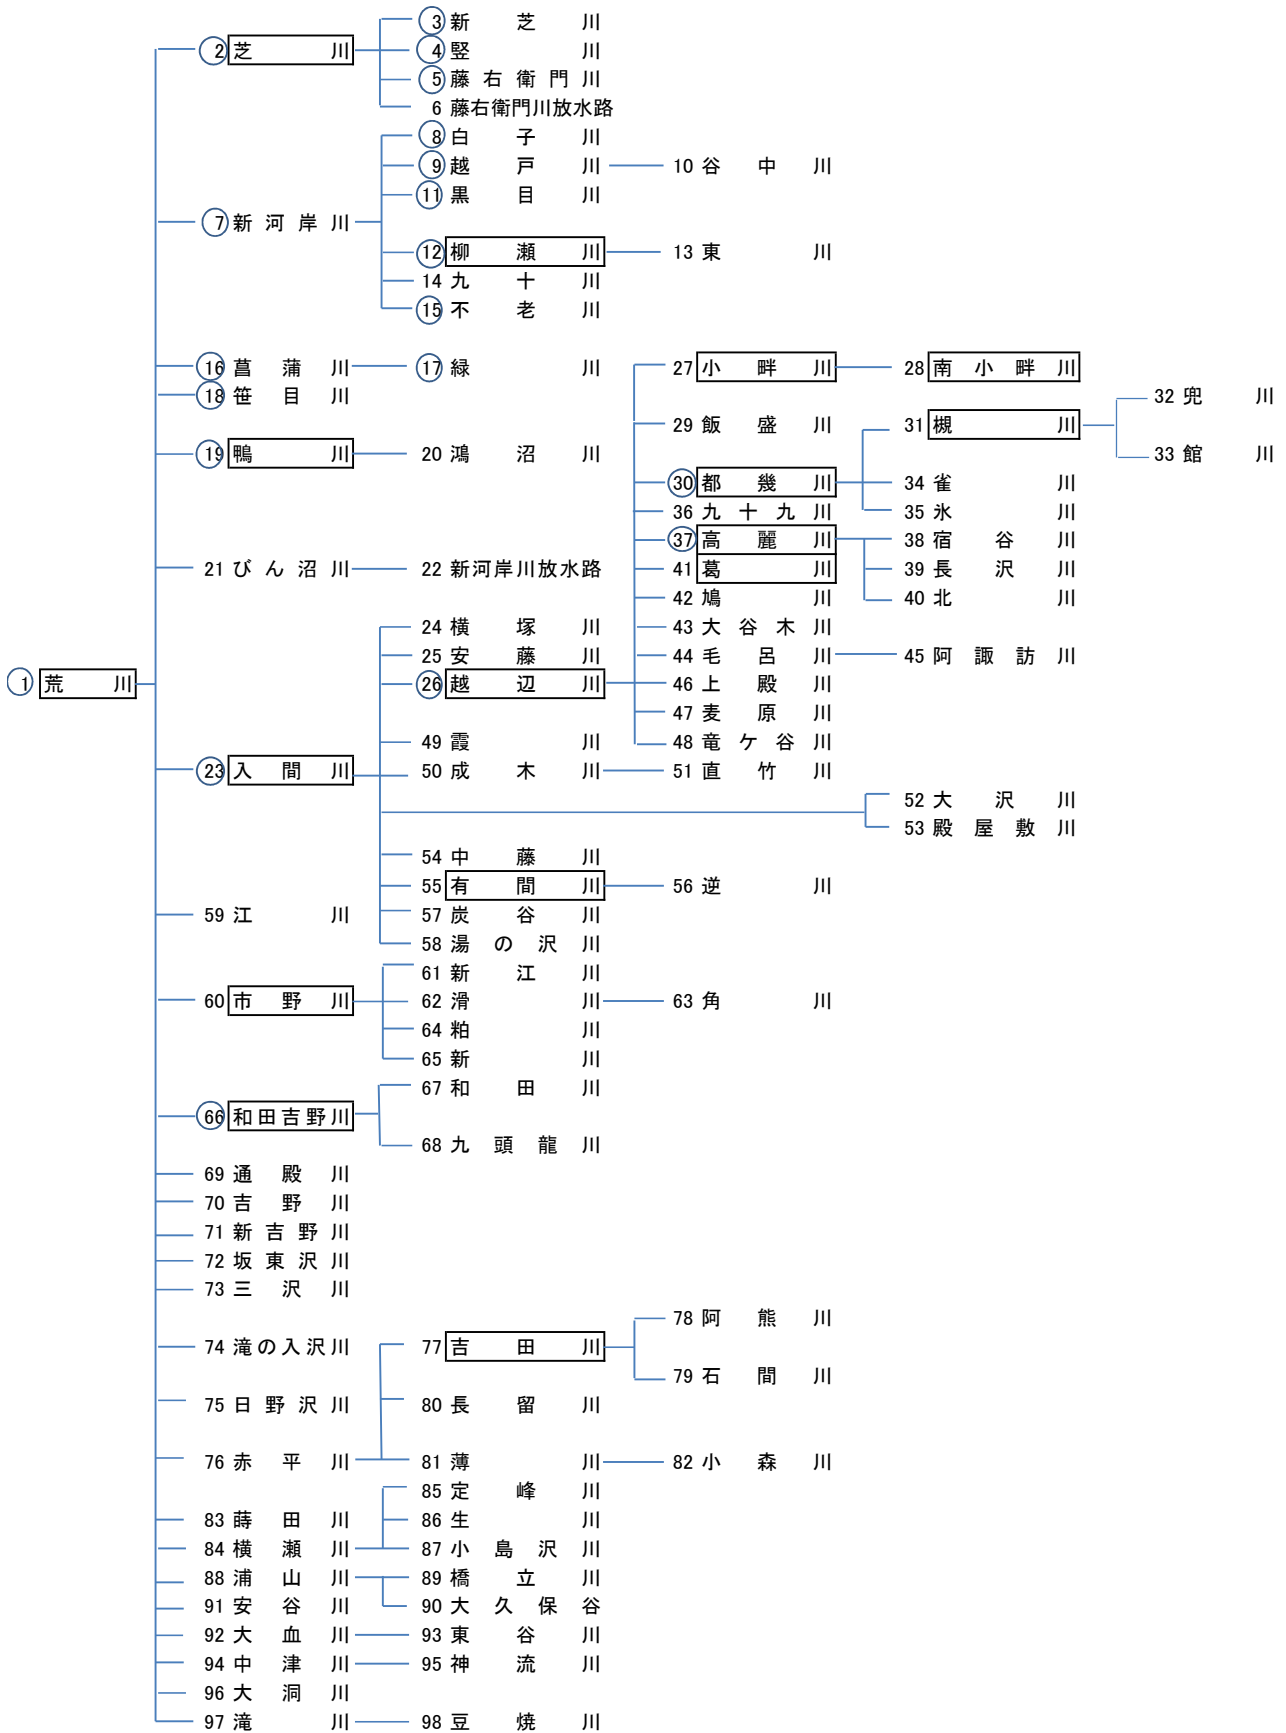 3 新芝川
2 芝川 4 竪川
5 藤右衛門川
6 藤右衛門川放水路
8 白子川
9 越戸川 10 谷中川
11 黒目川
7 新河岸川
12 柳瀬川 13 東川
14 九十川
15 不老川
16 菖蒲川 17 緑川 27 小畔川 28 南小畔川
18 笹目川 32 兜川
29 飯盛川 31 槻川
19 鴨川 20 鴻沼川 33 館川
30 都幾川 34 雀川
36 九十九川 35 氷川
37 高麗川 38 宿谷川
21 びん沼川 22 新河岸川放水路 41 葛川 39 長沢川
42 鳩川 40 北川
24 横塚川 43 大谷木川
25 安藤川 44 毛呂川 45 阿諏訪川
1 荒川 26 越辺川 46 上殿川
47 麦原川
49 霞川 48 竜ケ谷川
23 入間川 50 成木川 51 直竹川
52 大沢川
53 殿屋敷川
54 中藤川
55 有間川 56 逆川
59 江川 57 炭谷川
58 湯の沢川
61 新江川
60 市野川 62 滑川 63 角川
64 粕川
65 新川
67 和田川
66 和田吉野川
68 九頭龍川
69 通殿川
70 吉野川
71 新吉野川
72 坂東沢川
73 三沢川
78 阿熊川
74 滝の入沢川 77 吉田川
79 石間川
75 日野沢川 80 長留川
76 赤平川 81 薄川 82 小森川
85 定峰川
83 蒔田川 86 生川
84 横瀬川 87 小島沢川
88 浦山川 89 橋立川
91 安谷川 90 大久保谷
92 大血川 93 東谷川
94 中津川 95 神流川
96 大洞川
97 滝川 98 豆焼川